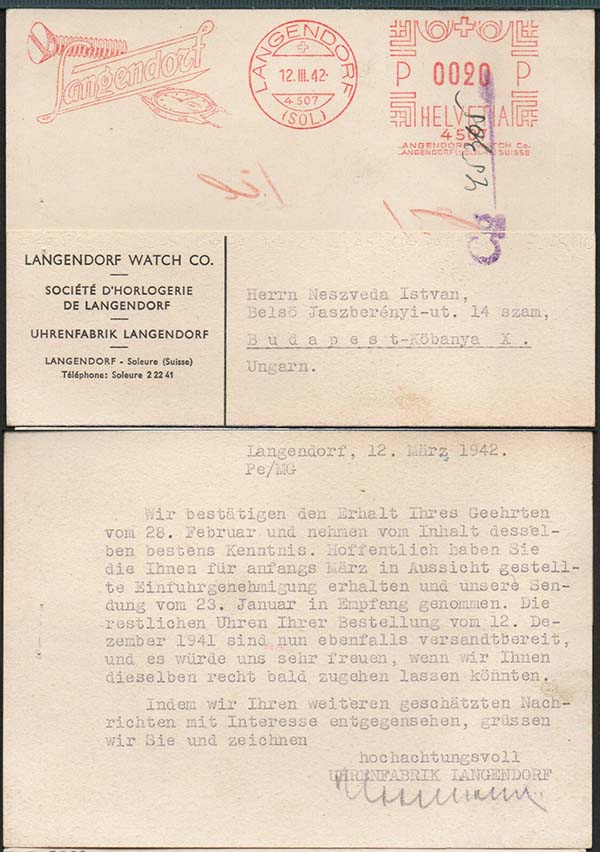 Langendorf
LANGENDORF
12.III.42.
4507
(SOL)
P 0020 P
HELVETIA
LANGENDORF WATCH Co.
LANGENDORF (SOLEURE) SUISSE
LANGENDORF WATCH CO.
SOCIÉTÉ D'HORLOGERIE
DE LANGENDORF
UHRENFABRIK LANGENDORF
LANGENDORF - Soleure (Suisse)
Téléphone: Soleure 2 22 41
Herrn Neszveda Istvan,
Belsö Jaszberényi-ut. 14 szam,
Budapest-Köbanya X.
Ungarn.
Langendorf, 12. März 1942.
Pe/MG
Wir bestätigen den Erhalt Ihres Geehrten
vom 28. Februar und nehmen vom Inhalt dessel-
ben bestens Kenntnis. Hoffentlich haben Sie
die Ihnen für anfangs März in Aussicht gestell-
te Einfuhrgenehmigung erhalten und unsere Sen-
dung vom 23. Januar in Empfang genommen. Die
restlichen Uhren Ihrer Bestellung vom 12. De-
zember 1941 sind nun ebenfalls versandtbereit,
und es würde uns sehr freuen, wenn wir Ihnen
dieselben recht bald zugehen lassen könnten.
Indem wir Ihren weiteren geschätzten Nach-
richten mit Interesse entgegensehen, grüssen
wir Sie und zeichnen
hochachtungsvoll
UHRENFABRIK LANGENDORF